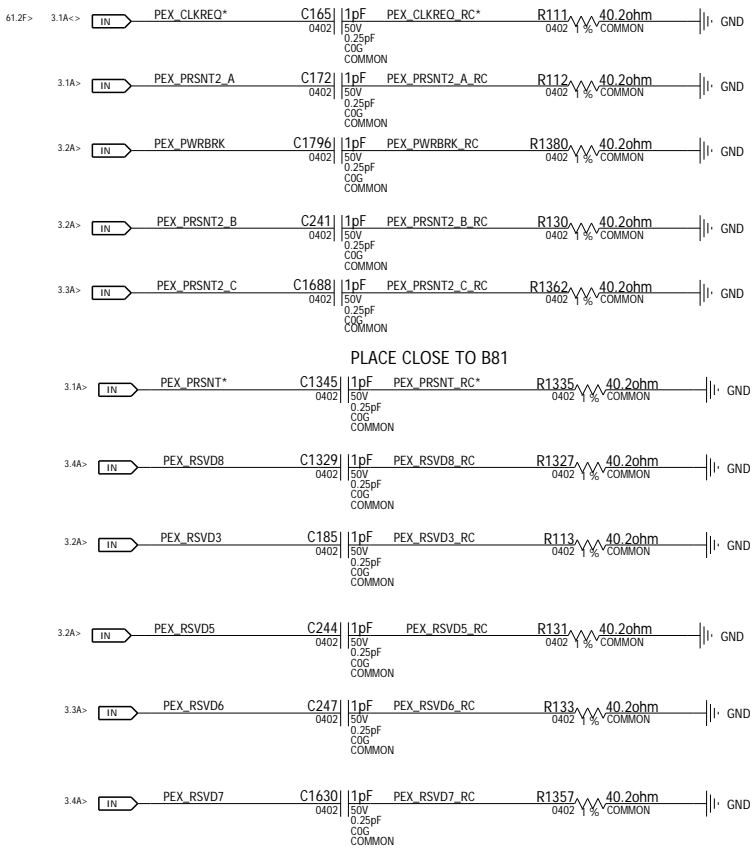 61.2F> 3.1A<> IN PEX_CLKREQ* C165 1pF PEX_CLKREQ_RC* R111 40.2ohm GND
0402 50V 0402 1 % COMMON
0.25pF
C0G
COMMON
3.1A> IN PEX_PRSNT2_A C172 1pF PEX_PRSNT2_A_RC R112 40.2ohm GND
0402 50V 0402 1 % COMMON
0.25pF
C0G
COMMON
3.2A> IN PEX_PWRBRK C1796 1pF PEX_PWRBRK_RC R1380 40.2ohm GND
0402 50V 0402 1 % COMMON
0.25pF
C0G
COMMON
3.2A> IN PEX_PRSNT2_B C241 1pF PEX_PRSNT2_B_RC R130 40.2ohm GND
0402 50V 0402 1 % COMMON
0.25pF
C0G
COMMON
3.3A> IN PEX_PRSNT2_C C1688 1pF PEX_PRSNT2_C_RC R1362 40.2ohm GND
0402 50V 0402 1 % COMMON
0.25pF
C0G
COMMON
PLACE CLOSE TO B81
3.1A> IN PEX_PRSNT* C1345 1pF PEX_PRSNT_RC* R1335 40.2ohm GND
0402 50V 0402 1 % COMMON
0.25pF
C0G
COMMON
3.4A> IN PEX_RSVD8 C1329 1pF PEX_RSVD8_RC R1327 40.2ohm GND
0402 50V 0402 1 % COMMON
0.25pF
C0G
COMMON
3.2A> IN PEX_RSVD3 C185 1pF PEX_RSVD3_RC R113 40.2ohm GND
0402 50V 0402 1 % COMMON
0.25pF
C0G
COMMON
3.2A> IN PEX_RSVD5 C244 1pF PEX_RSVD5_RC R131 40.2ohm GND
0402 50V 0402 1 % COMMON
0.25pF
C0G
COMMON
3.3A> IN PEX_RSVD6 C247 1pF PEX_RSVD6_RC R133 40.2ohm GND
0402 50V 0402 1 % COMMON
0.25pF
C0G
COMMON
3.4A> IN PEX_RSVD7 C1630 1pF PEX_RSVD7_RC R1357 40.2ohm GND
0402 50V 0402 1 % COMMON
0.25pF
C0G
COMMON